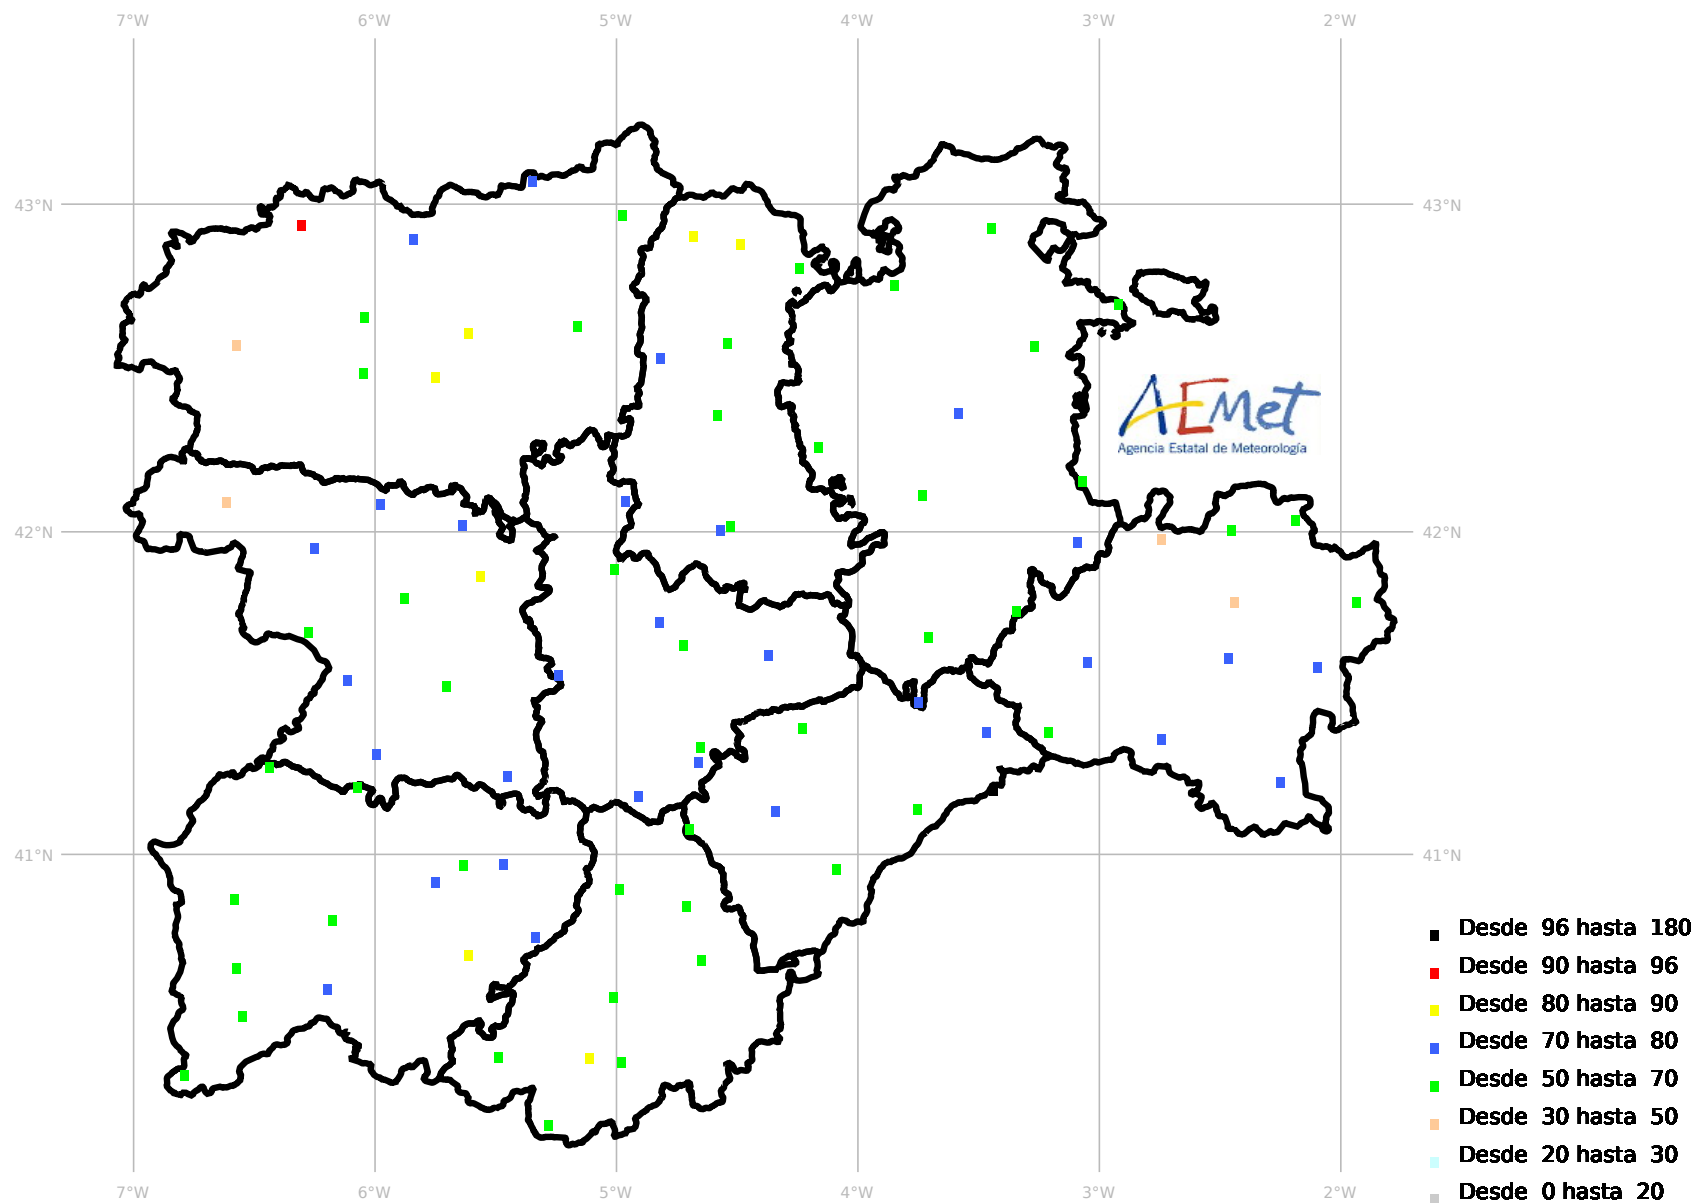 7°W 6°W 5°W 4°W 3°W 2°W
43°N 43°N
AEMet
Agencia Estatal de Meteorología
42°N 42°N
41°N 41°N
Desde 96 hasta 180
Desde 90 hasta 96
Desde 80 hasta 90
Desde 70 hasta 80
Desde 50 hasta 70
Desde 30 hasta 50
Desde 20 hasta 30
Desde 0 hasta 20
7°W 6°W 5°W 4°W 3°W 2°W